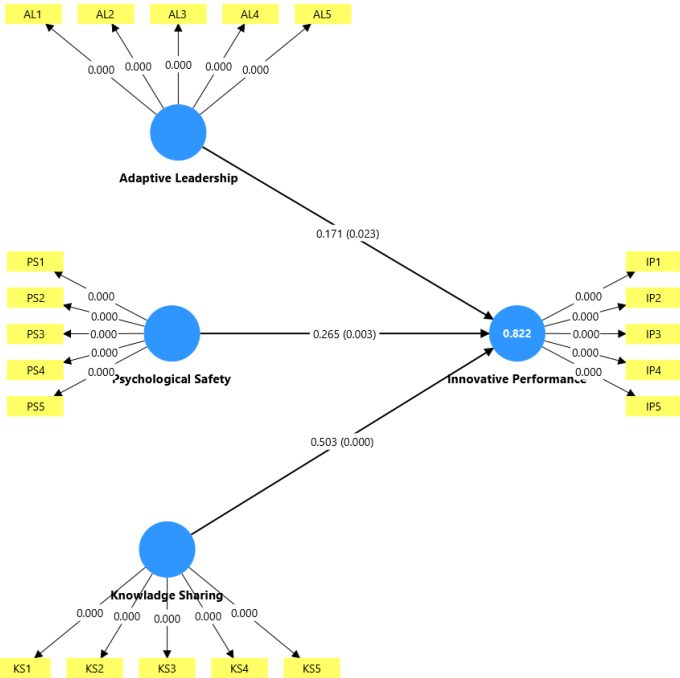 AL1 AL2 AL3 AL4 AL5
0.000 0.000 0.000 0.000 0.000
Adaptive Leadership
0.171 (0.023)
PS1
PS2
PS3
PS4
PS5
0.000
0.000
0.000
0.000
0.000
Psychological Safety
0.265 (0.003)
0.822
Innovative Performance
0.000
0.000
0.000
0.000
0.000
IP1
IP2
IP3
IP4
IP5
0.503 (0.000)
Knowladge Sharing
0.000 0.000 0.000 0.000 0.000
KS1 KS2 KS3 KS4 KS5